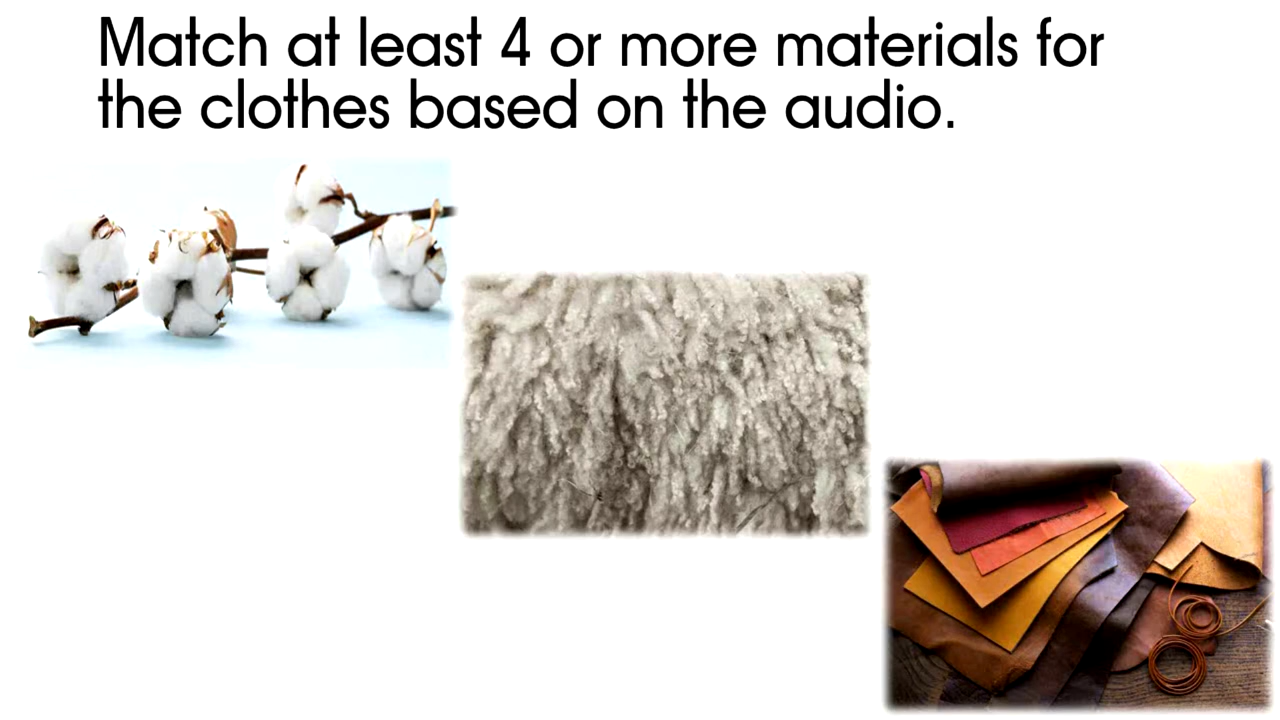 Match at least 4 or more materials for
the clothes based on the audio.